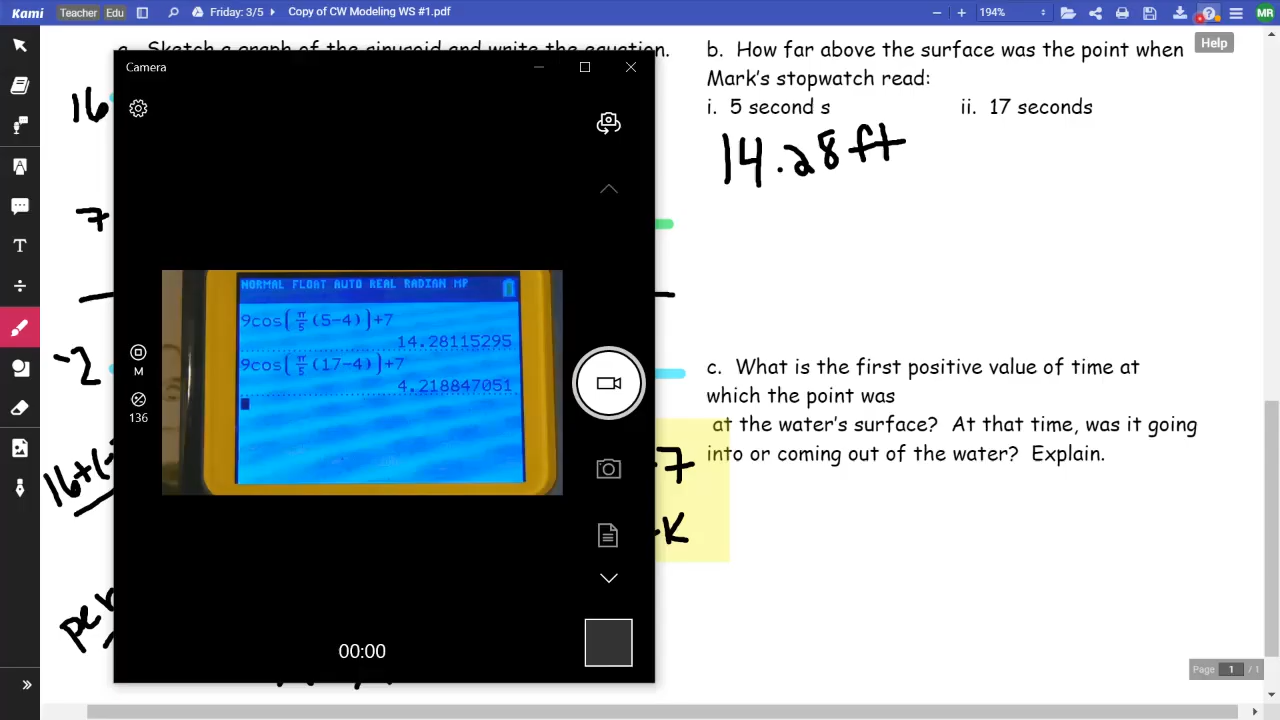 Kami Teacher Edu Friday: 3/5 Copy of CW Modeling WS #1.pdf 194% MR
Help
a. Sketch a graph of the sinusoid and write the equation.
16
7
-2
16+(-
per
Camera
M
136
NORMAL FLOAT AUTO REAL RADIAN MP
9cos(π/5(5-4))+7
14.28115295
9cos(π/5(17-4))+7
4.218847051
00:00
7
K
b. How far above the surface was the point when
Mark's stopwatch read:
i. 5 second s ii. 17 seconds
14.28ft
c. What is the first positive value of time at
which the point was
at the water's surface? At that time, was it going
into or coming out of the water? Explain.
Page 1 / 1